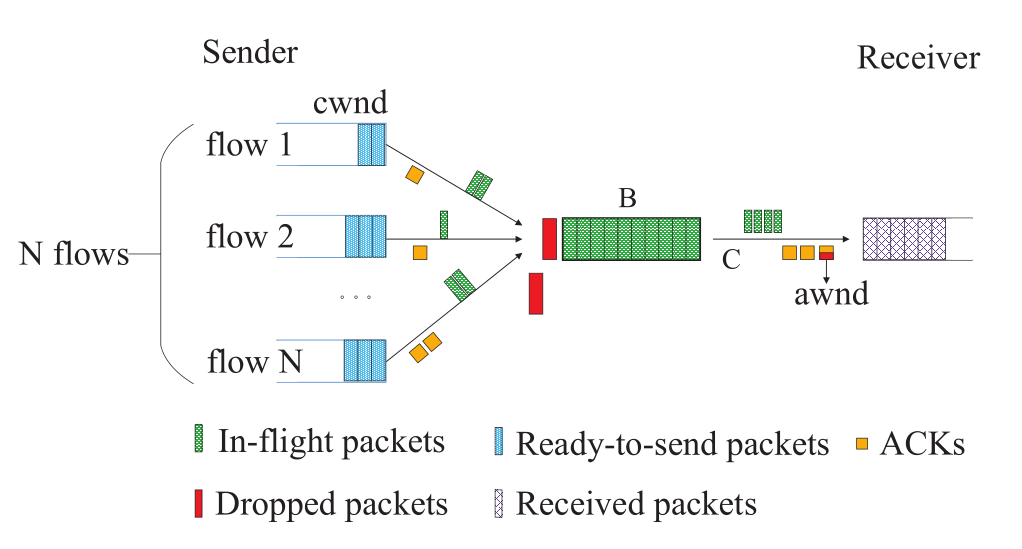 Sender
Receiver
cwnd
flow 1
B
flow 2
N flows
C
awnd
. . .
flow N
In-flight packets
Ready-to-send packets
ACKs
Dropped packets
Received packets